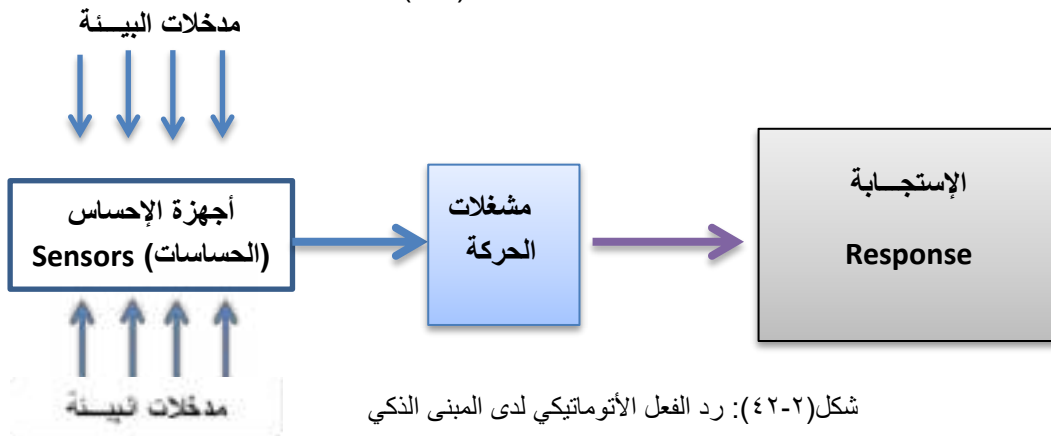 مدخلات البيـــئة
أجهزة الإحساس
(الحساسات) Sensors
مشغلات
الحركة
الإستجـــابة
Response
مدخلات البيـــئة
شكل(٢-٤٢): رد الفعل الأتوماتيكي لدى المبنى الذكي